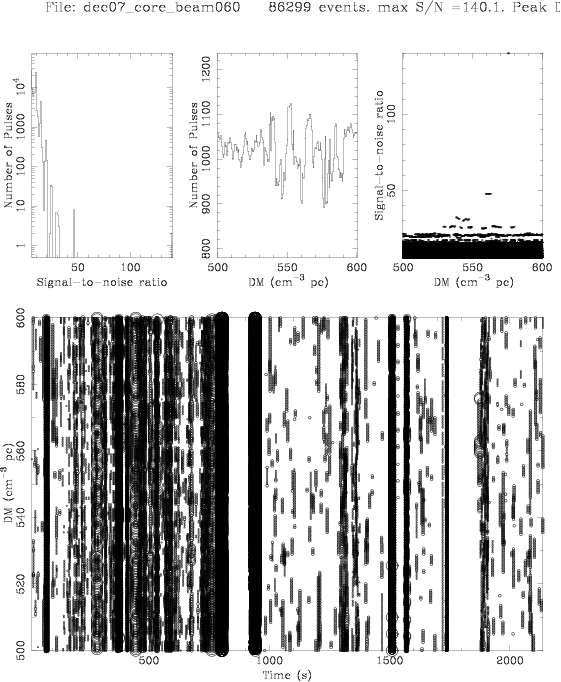 File: dec07_core_beam060 86299 events. max S/N =140.1. Peak D
Number of Pulses
1 10 100 1000 10^4
50 100
Signal-to-noise ratio
Number of Pulses
800 900 1000 1100 1200
500 550 600
DM (cm^-3 pc)
Signal-to-noise ratio
50 100
500 550 600
DM (cm^-3 pc)
DM (cm^-3 pc)
500 520 540 560 580 600
500 1000 1500 2000
Time (s)